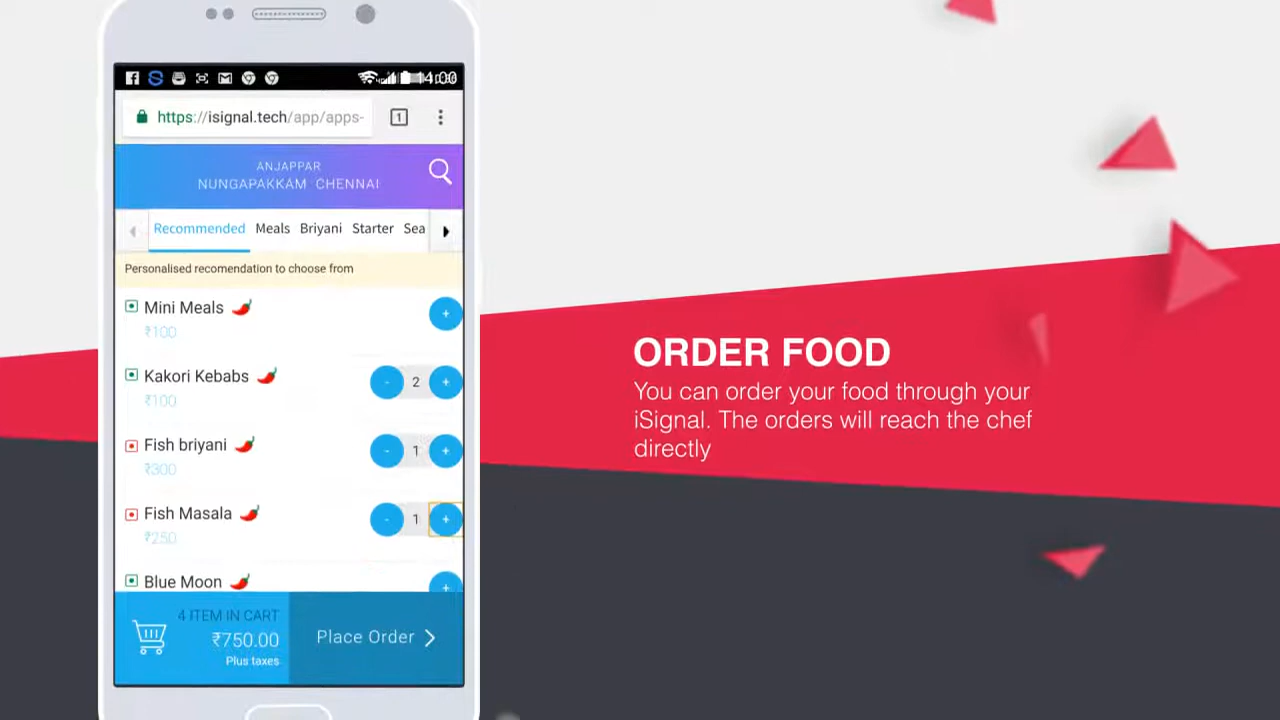 14:00
https://isignal.tech/app/apps-
1
ANJAPPAR
NUNGAPAKKAM CHENNAI
Recommended Meals Briyani Starter Sea
Personalised recomendation to choose from
Mini Meals
₹100
+
Kakori Kebabs
₹100
- 2 +
Fish briyani
₹300
- 1 +
Fish Masala
₹250
- 1 +
Blue Moon
+
4 ITEM IN CART
₹750.00
Plus taxes
Place Order
ORDER FOOD
You can order your food through your
iSignal. The orders will reach the chef
directly